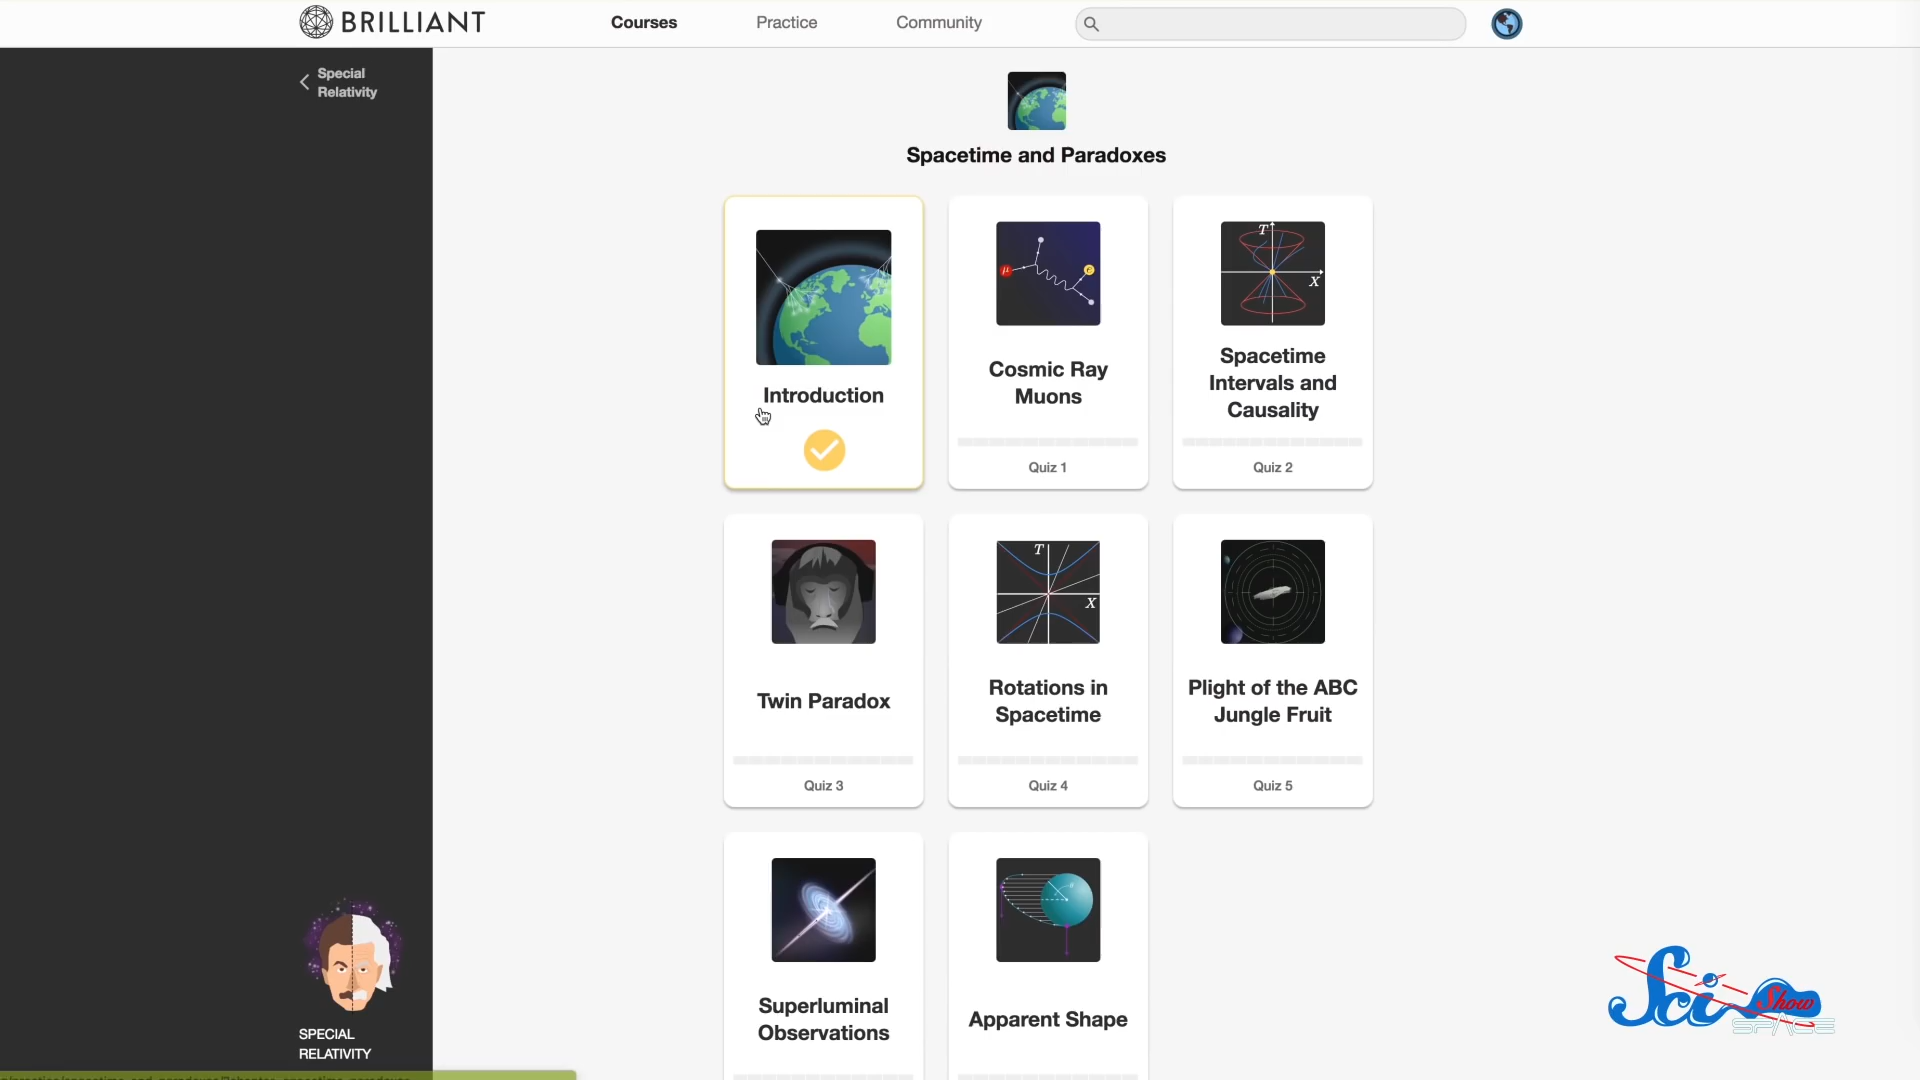 BRILLIANT
Courses
Practice
Community
Special
Relativity
Spacetime and Paradoxes
Introduction
μ
e
Cosmic Ray
Muons
Quiz 1
T
X
Spacetime
Intervals and
Causality
Quiz 2
Twin Paradox
Quiz 3
T
X
Rotations in
Spacetime
Quiz 4
Plight of the ABC
Jungle Fruit
Quiz 5
Superluminal
Observations
Apparent Shape
SPECIAL
RELATIVITY
Sci Show
SPACE